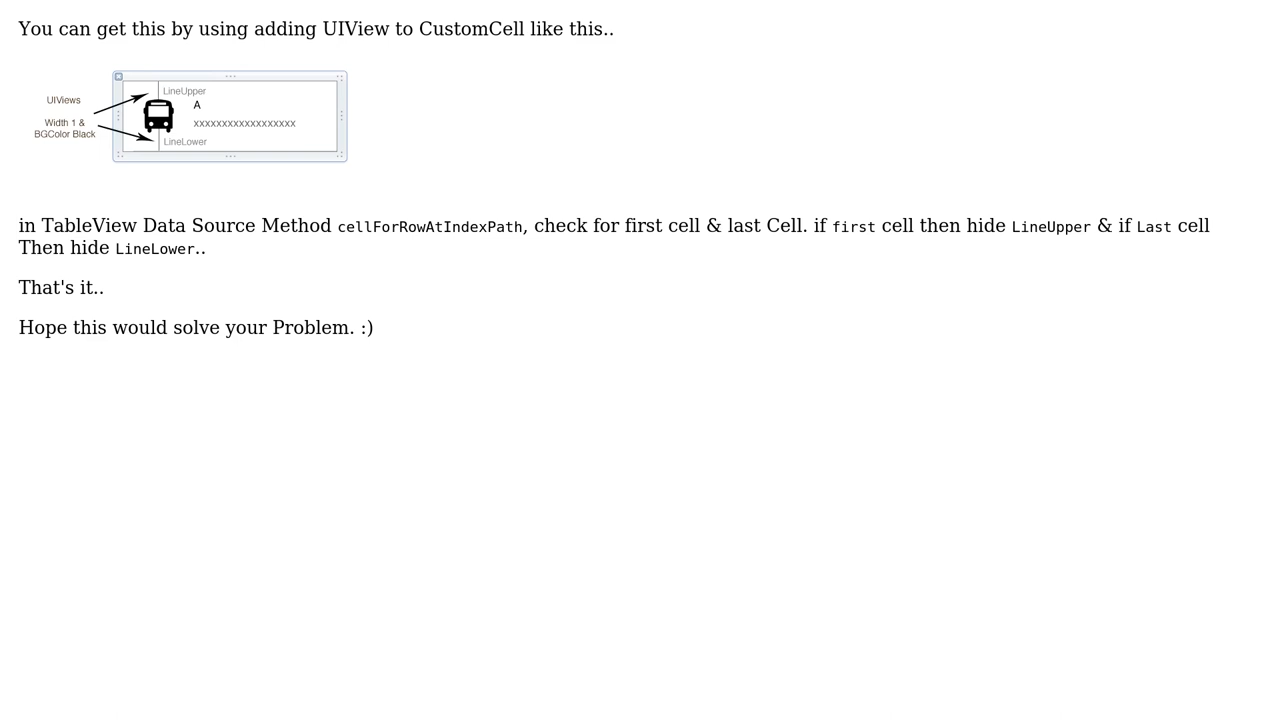 You can get this by using adding UIView to CustomCell like this..
LineUpper
UIViews
A
Width 1 &
xxxxxxxxxxxxxxxxxx
BGColor Black
LineLower
in TableView Data Source Method cellForRowAtIndexPath, check for first cell & last Cell. if first cell then hide LineUpper & if Last cell
Then hide LineLower..
That's it..
Hope this would solve your Problem. :)